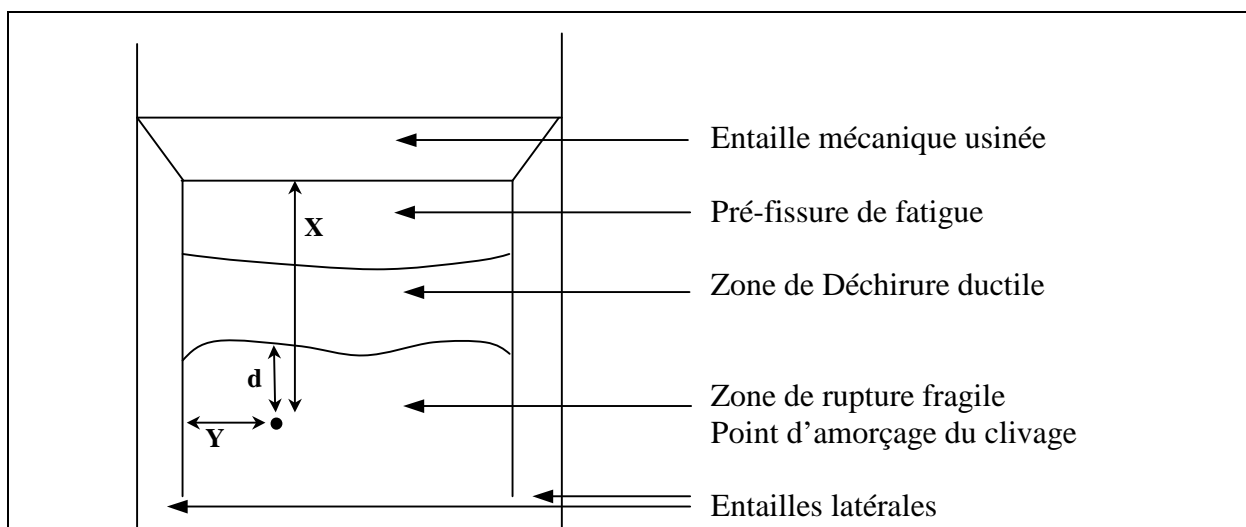 Entaille mécanique usinée
Pré-fissure de fatigue
X
Zone de Déchirure ductile
d
Zone de rupture fragile
Point d’amorçage du clivage
Y
Entailles latérales